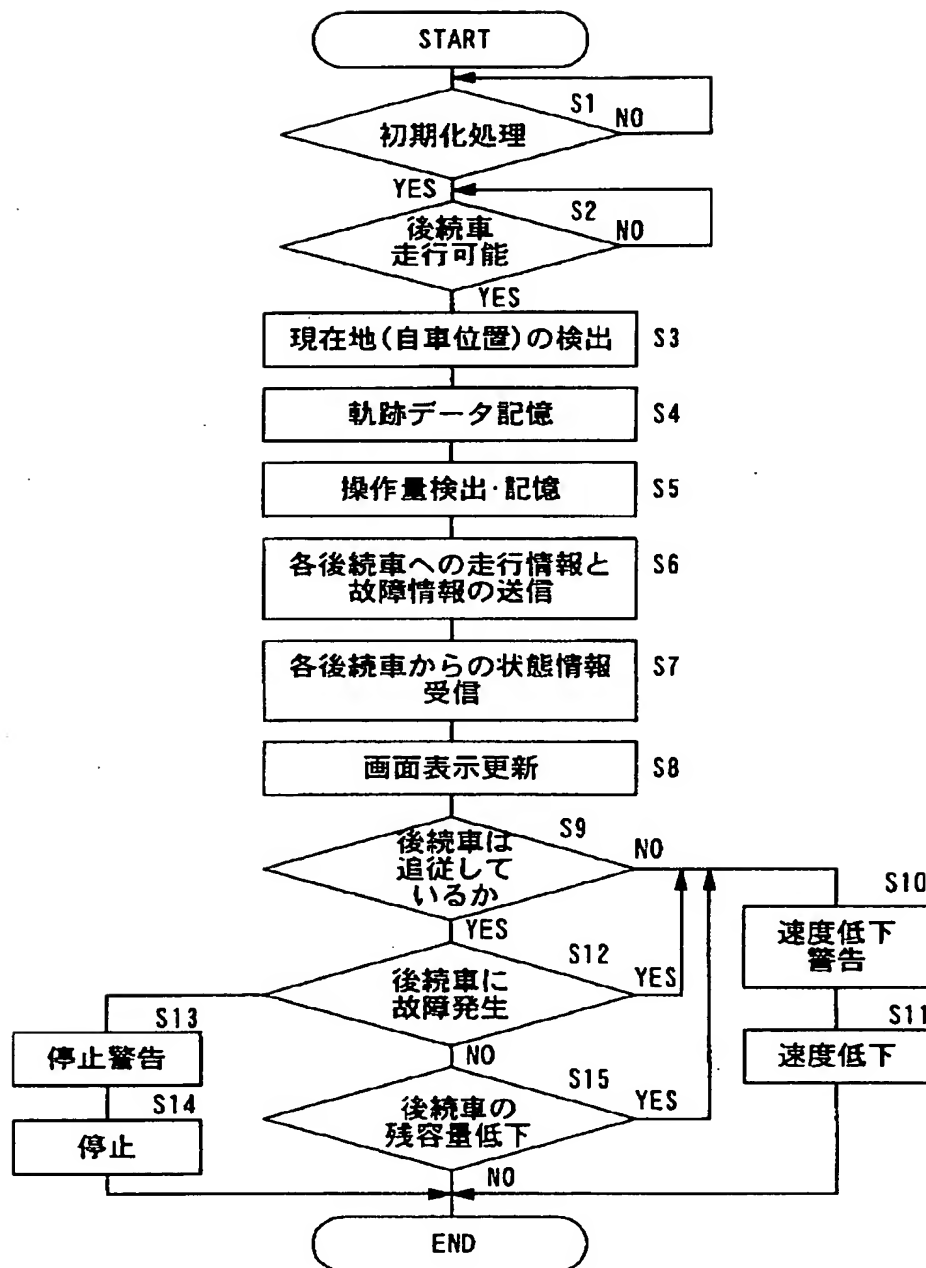 START
S1
NO
初期化処理
YES
S2
NO
後続車
走行可能
YES
現在地(自車位置)の検出
S3
軌跡データ記憶
S4
操作量検出·記憶
S5
各後続車への走行情報と
故障情報の送信
S6
各後続車からの状態情報
受信
S7
画面表示更新
S8
S9
NO
後続車は
追従して
いるか
YES
S10
速度低下
警告
S12
YES
後続車に
故障発生
S11
速度低下
S13
停止警告
NO
S14
停止
S15
YES
後続車の
残容量低下
NO
END